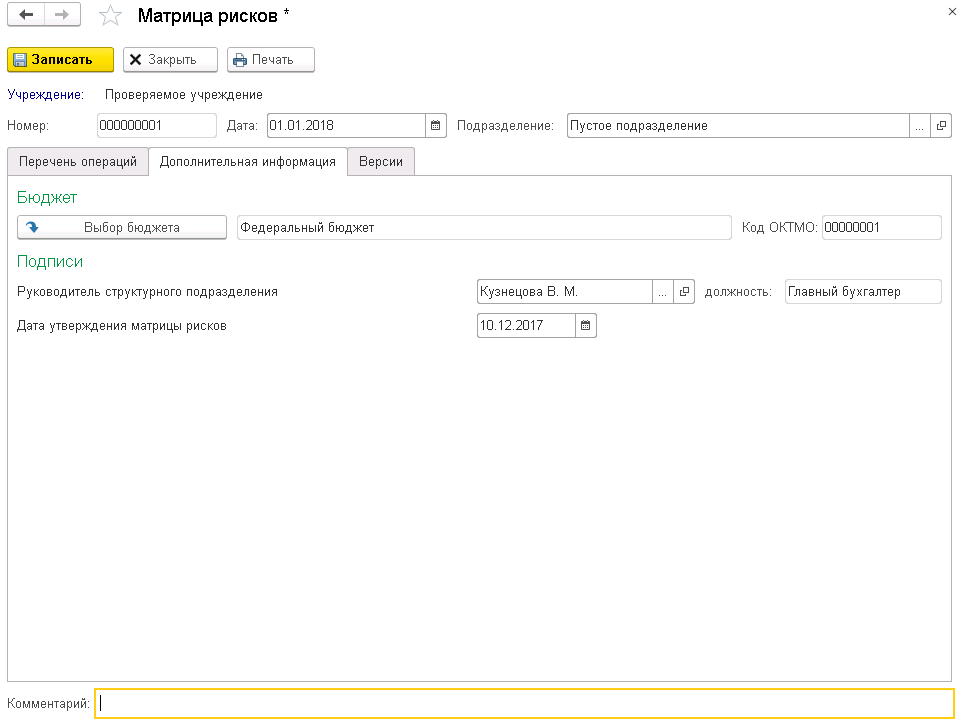 Матрица рисков *
Записать Закрыть Печать
Учреждение: Проверяемое учреждение
Номер: 000000001 Дата: 01.01.2018 Подразделение: Пустое подразделение ...
Перечень операций Дополнительная информация Версии
Бюджет
Выбор бюджета Федеральный бюджет Код ОКТМО: 00000001
Подписи
Руководитель структурного подразделения Кузнецова В. М. ... должность: Главный бухгалтер
Дата утверждения матрицы рисков 10.12.2017
Комментарий: